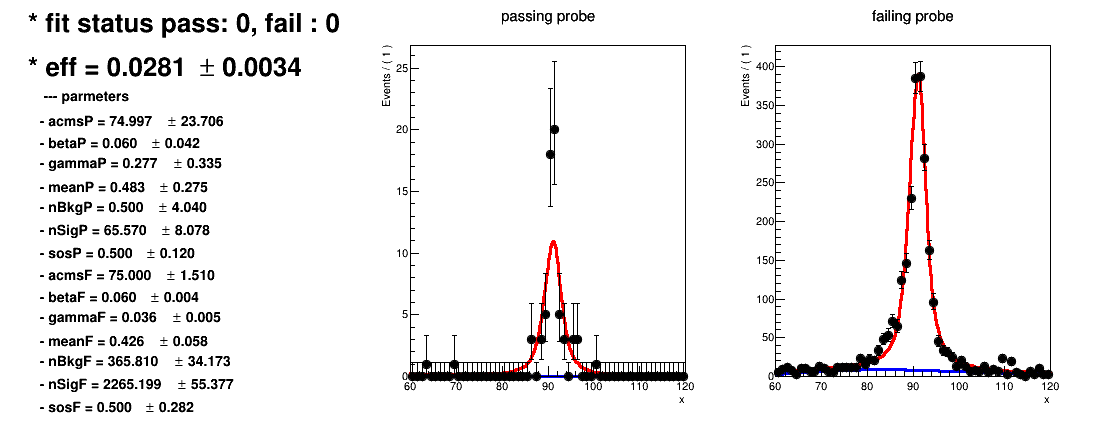 * fit status pass: 0, fail : 0
* eff = 0.0281 ± 0.0034
--- parmeters
- acmsP = 74.997 ± 23.706
- betaP = 0.060 ± 0.042
- gammaP = 0.277 ± 0.335
- meanP = 0.483 ± 0.275
- nBkgP = 0.500 ± 4.040
- nSigP = 65.570 ± 8.078
- sosP = 0.500 ± 0.120
- acmsF = 75.000 ± 1.510
- betaF = 0.060 ± 0.004
- gammaF = 0.036 ± 0.005
- meanF = 0.426 ± 0.058
- nBkgF = 365.810 ± 34.173
- nSigF = 2265.199 ± 55.377
- sosF = 0.500 ± 0.282
passing probe
Events / ( 1 )
25
20
15
10
5
0
60 70 80 90 100 110 120
x
failing probe
Events / ( 1 )
400
350
300
250
200
150
100
50
0
60 70 80 90 100 110 120
x